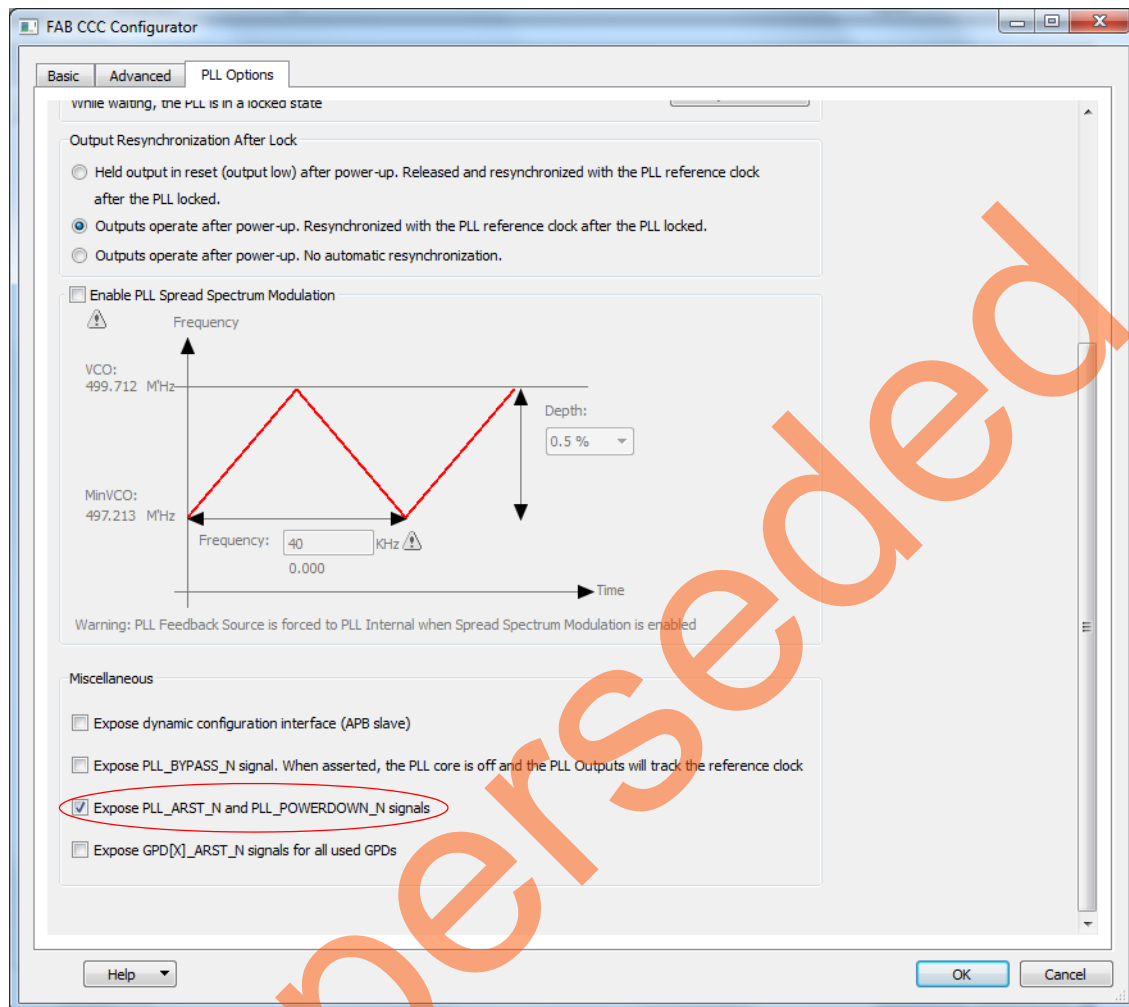 FAB CCC Configurator
Basic
Advanced
PLL Options
While waiting, the PLL is in a locked state
Output Resynchronization After Lock
Held output in reset (output low) after power-up. Released and resynchronized with the PLL reference clock
after the PLL locked.
Outputs operate after power-up. Resynchronized with the PLL reference clock after the PLL locked.
Outputs operate after power-up. No automatic resynchronization.
Enable PLL Spread Spectrum Modulation
Frequency
VCO:
499.712 M'Hz
Depth:
0.5 %
MinVCO:
497.213 M'Hz
Frequency: 40 KHz
0.000
Time
Warning: PLL Feedback Source is forced to PLL Internal when Spread Spectrum Modulation is enabled
Miscellaneous
Expose dynamic configuration interface (APB slave)
Expose PLL_BYPASS_N signal. When asserted, the PLL core is off and the PLL Outputs will track the reference clock
Expose PLL_ARST_N and PLL_POWERDOWN_N signals
Expose GPD[X]_ARST_N signals for all used GPDs
Help
OK
Cancel
perseded